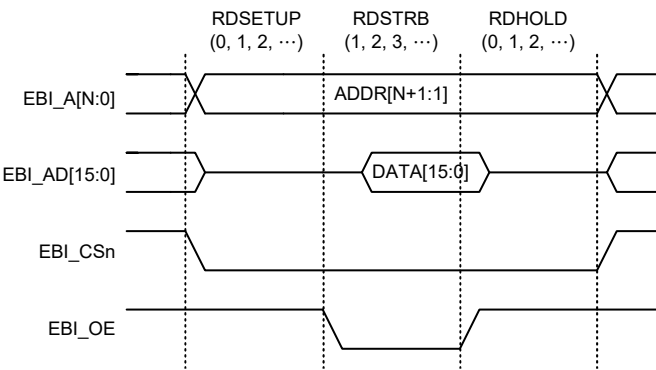 RDSETUP
(0, 1, 2, ⋯)
RDSTRB
(1, 2, 3, ⋯)
RDHOLD
(0, 1, 2, ⋯)
EBI_A[N:0]
ADDR[N+1:1]
EBI_AD[15:0]
DATA[15:0]
EBI_CSn
EBI_OE